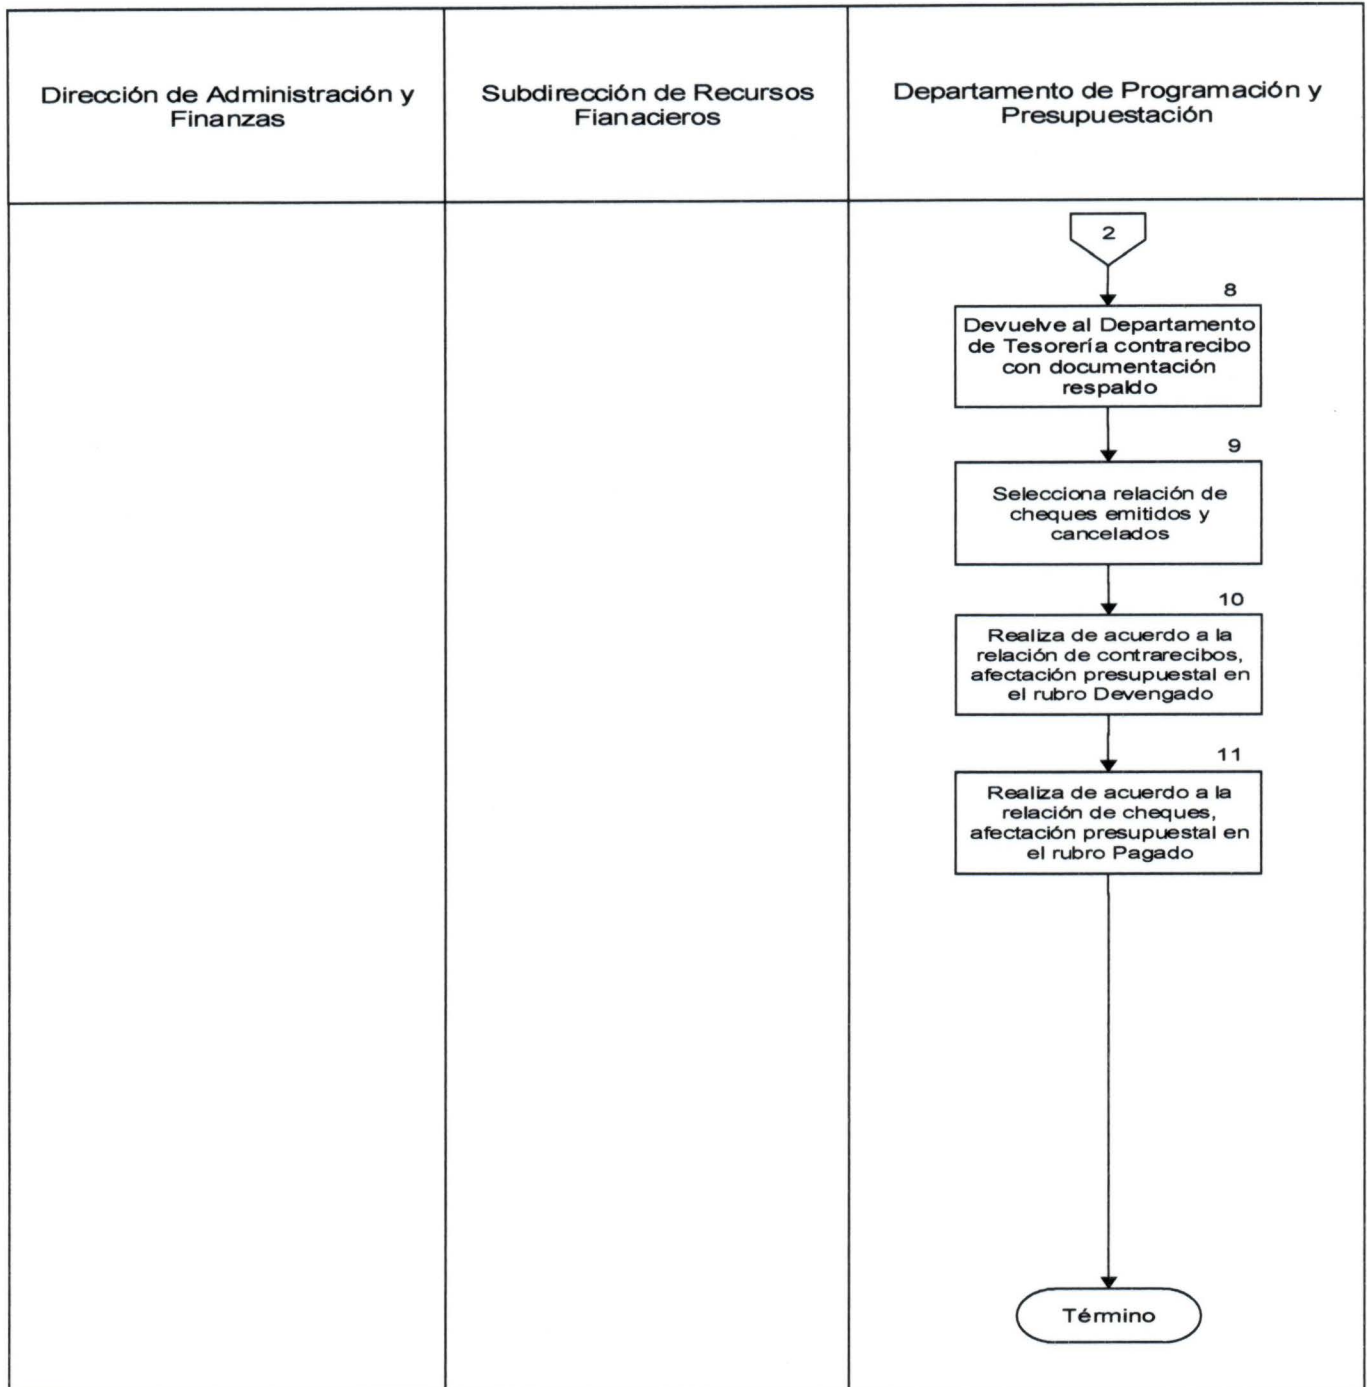 Dirección de Administración y
Finanzas
Subdirección de Recursos
Fianacieros
Departamento de Programación y
Presupuestación
2
8
Devuelve al Departamento
de Tesorería contrarecibo
con documentación
respaldo
9
Selecciona relación de
cheques emitidos y
cancelados
10
Realiza de acuerdo a la
relación de contrarecibos,
afectación presupuestal en
el rubro Devengado
11
Realiza de acuerdo a la
relación de cheques,
afectación presupuestal en
el rubro Pagado
Término